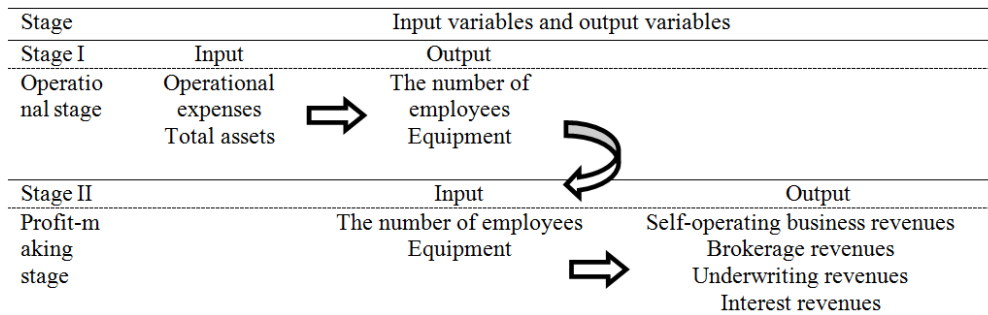 Stage Input variables and output variables
Stage I Input Output
Operatio Operational The number of
nal stage expenses employees
Total assets Equipment
Stage II Input Output
Profit-m The number of employees Self-operating business revenues
aking Equipment Brokerage revenues
stage Underwriting revenues
Interest revenues